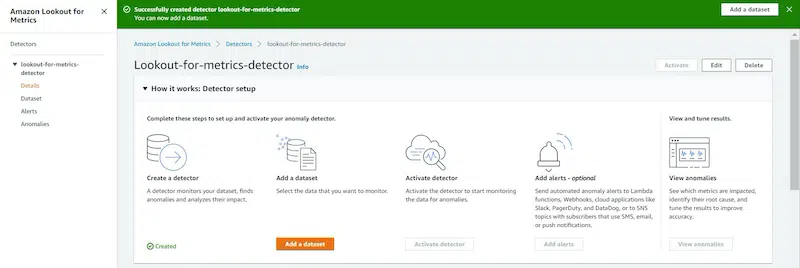 Amazon Lookout for
Metrics
Detectors
lookout-for-metrics-
detector
Details
Dataset
Alerts
Anomalies
Successfully created detector lookout-for-metrics-detector
You can now add a dataset.
Add a dataset
Amazon Lookout for Metrics
Detectors
lookout-for-metrics-detector
Lookout-for-metrics-detector Info
Activate
Edit
Delete
How it works: Detector setup
Complete these steps to set up and activate your anomaly detector.
Create a detector
A detector monitors your dataset, finds
anomalies and analyzes their impact.
Created
Add a dataset
Select the data that you want to monitor.
Add a dataset
Activate detector
Activate the detector to start monitoring
the data for anomalies.
Activate detector
Add alerts - optional
Send automated anomaly alerts to Lambda
functions, Webhooks, cloud applications like
Slack, PagerDuty, and DataDog, or to SNS
topics with subscribers that use SMS, email,
or push notifications.
Add alerts
View and tune results.
View anomalies
See which metrics are impacted,
identify their root cause, and
tune the results to improve
accuracy.
View anomalies